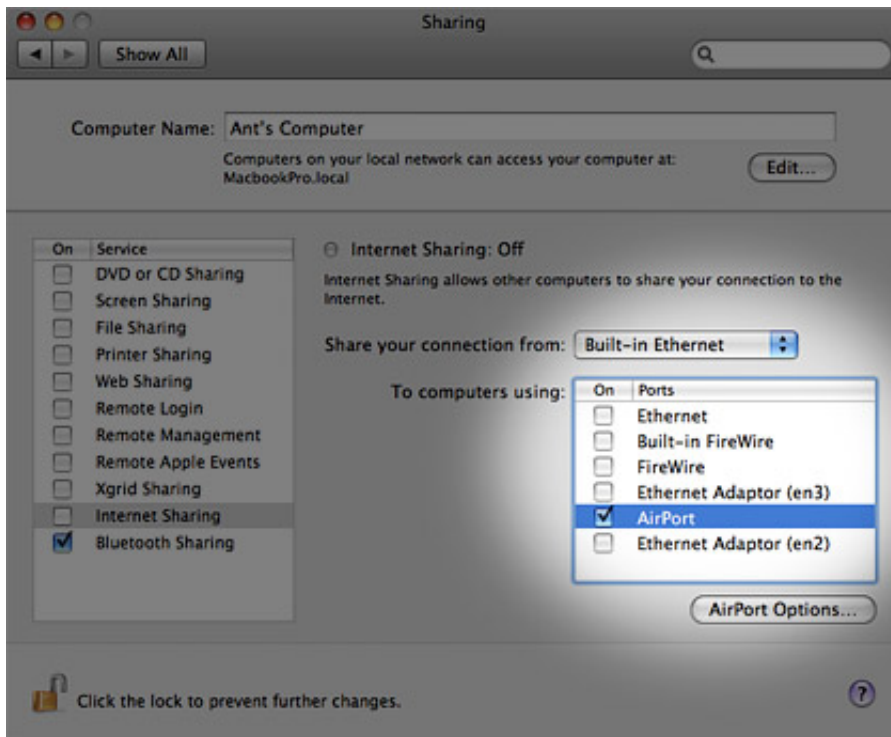 Sharing
Show All
Computer Name: Ant's Computer
Computers on your local network can access your computer at:
MacbookPro.local
Edit...
On Service
DVD or CD Sharing
Screen Sharing
File Sharing
Printer Sharing
Web Sharing
Remote Login
Remote Management
Remote Apple Events
Xgrid Sharing
Internet Sharing
Bluetooth Sharing
Internet Sharing: Off
Internet Sharing allows other computers to share your connection to the
Internet.
Share your connection from: Built-in Ethernet
To computers using:
On Ports
Ethernet
Built-in FireWire
FireWire
Ethernet Adaptor (en3)
AirPort
Ethernet Adaptor (en2)
AirPort Options...
Click the lock to prevent further changes.
?